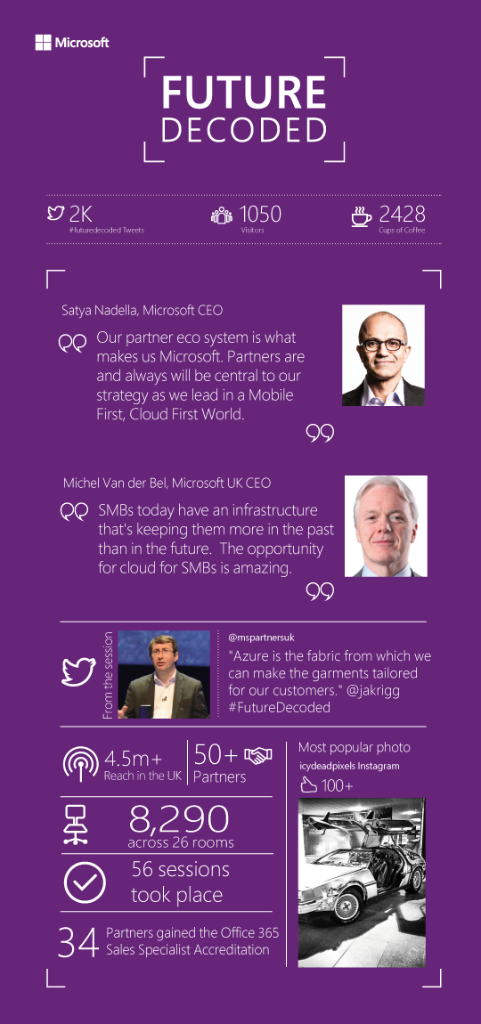 Microsoft
FUTURE
DECODED
2K
#futuredecoded Tweets
1050
Visitors
2428
Cups of Coffee
Satya Nadella, Microsoft CEO
Our partner eco system is what
makes us Microsoft. Partners are
and always will be central to our
strategy as we lead in a Mobile
First, Cloud First World.
Michel Van der Bel, Microsoft UK CEO
SMBs today have an infrastructure
that's keeping them more in the past
than in the future. The opportunity
for cloud for SMBs is amazing.
From the session
@mspartnersuk
"Azure is the fabric from which we
can make the garments tailored
for our customers." @jakrigg
#FutureDecoded
4.5m+
Reach in the UK
50+
Partners
8,290
across 26 rooms
56 sessions
took place
34
Partners gained the Office 365
Sales Specialist Accreditation
Most popular photo
icydeadpixels Instagram
100+